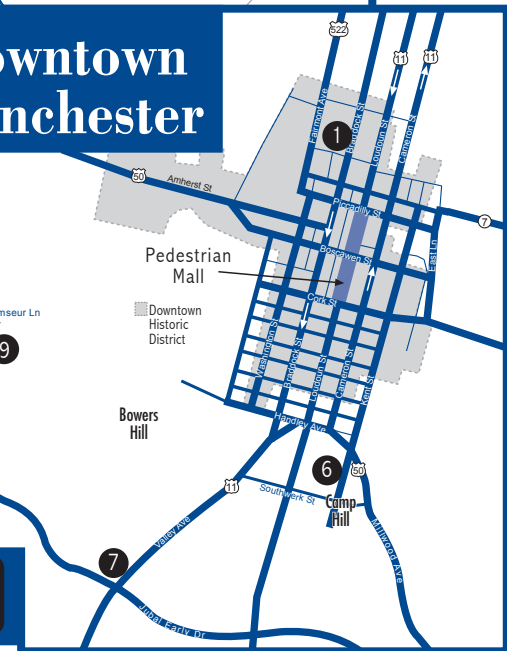 owntown
nchester
522
11
11
Fairmont Ave
Braddock St
Loudoun St
Cameron St
1
50
Amherst St
Piccadilly St
7
East Ln
Boscawen St
Pedestrian
Mall
Cork St
Downtown
Historic
District
mseur Ln
9
Washington St
Braddock St
Loudoun St
Cameron St
Kent St
Bowers
Hill
Handley Ave
6
50
11
Southwerk St
Camp
Hill
Valley Ave
Millwood Ave
7
Jubal Early Dr